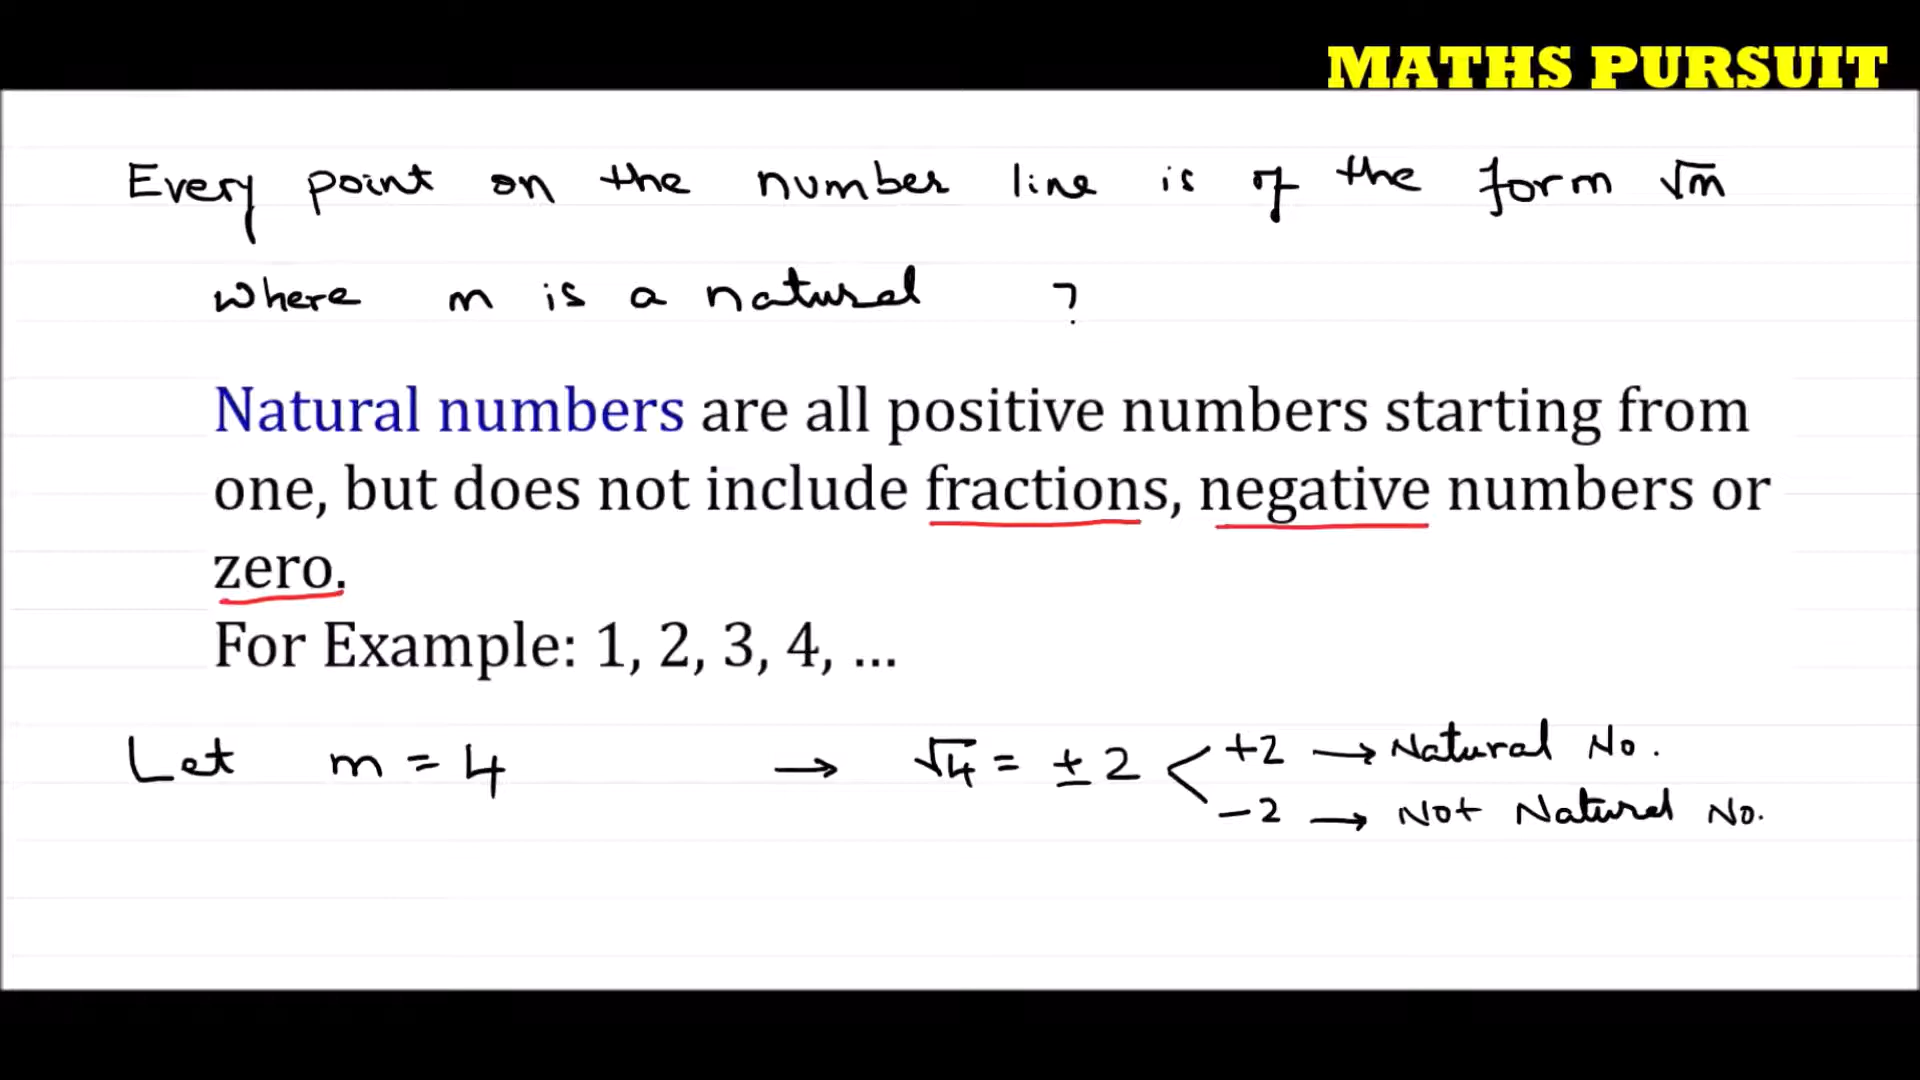 MATHS PURSUIT
Every point on the number line is of the form √m
where m is a natural ?
Natural numbers are all positive numbers starting from
one, but does not include fractions, negative numbers or
zero.
For Example: 1, 2, 3, 4, ...
Let m = 4 → √4 = ± 2 < +2 → Natural No.
-2 → Not Natural No.